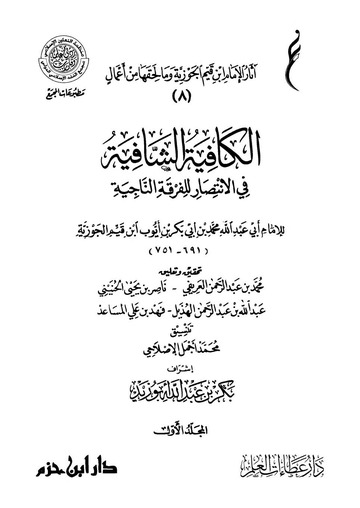 آثار الإمام ابن قيم الجوزية وما لحقها من أعمال
(٨)
مطبوعات المجمع
الكافية الشافية
في الانتصار للفرقة الناجية
للإمام أبي عبد الله محمد بن أبي بكر بن أيوب ابن قيم الجوزية
(٦٩١ - ٧٥١)
تحقيق وتعليق
محمد بن عبد الرحمن العريفي - ناصر بن يحيى الحنيني
عبد الله بن عبد الرحمن الهذيل - فهد بن علي المساعد
تنسيق
محمد أجمل الإصلاحي
إشراف
بكر بن عبد الله أبو زيد
المجلد الأول
دار عطاءات العلم
دار ابن حزم